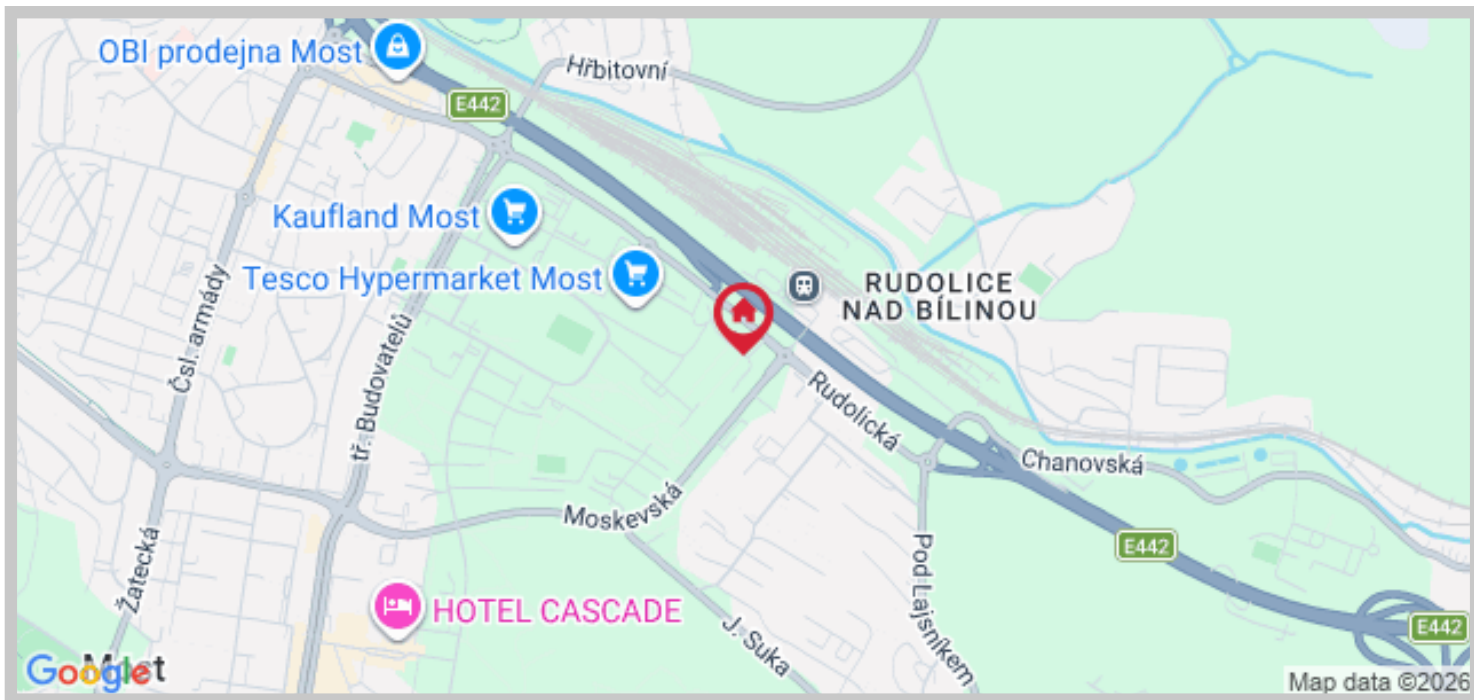 OBI prodejna Most
Hřbitovní
E442
Kaufland Most
Tesco Hypermarket Most
RUDOLICE
NAD BÍLINOU
Čsl. armády
tř. Budovatelů
Rudolická
Chanovská
Moskevská
E442
Žatecká
Pod Lajsníkem
HOTEL CASCADE
J. Suka
E442
Most
Google
Map data ©2026